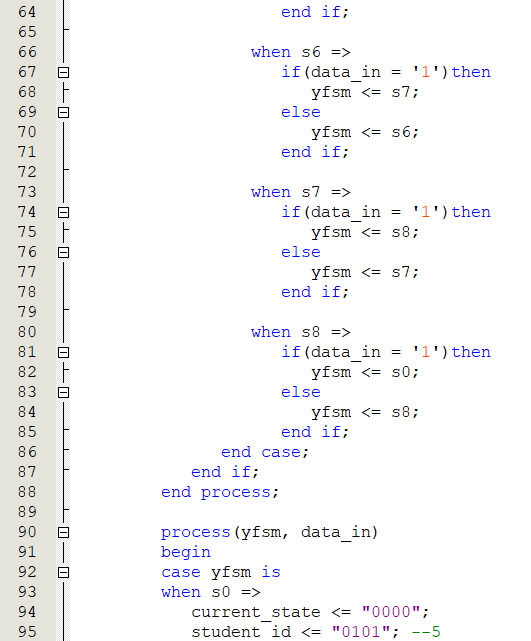 64 end if;
65
66 when s6 =>
67 if(data_in = '1')then
68 yfsm <= s7;
69 else
70 yfsm <= s6;
71 end if;
72
73 when s7 =>
74 if(data_in = '1')then
75 yfsm <= s8;
76 else
77 yfsm <= s7;
78 end if;
79
80 when s8 =>
81 if(data_in = '1')then
82 yfsm <= s0;
83 else
84 yfsm <= s8;
85 end if;
86 end case;
87 end if;
88 end process;
89
90 process(yfsm, data_in)
91 begin
92 case yfsm is
93 when s0 =>
94 current_state <= "0000";
95 student_id <= "0101"; --5